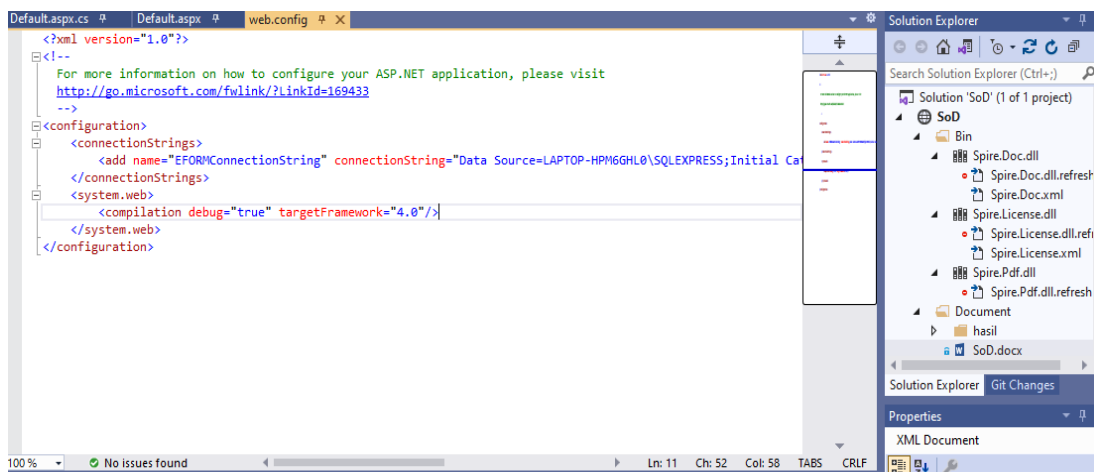 Default.aspx.cs
Default.aspx
web.config
<?xml version="1.0"?>
<!--
For more information on how to configure your ASP.NET application, please visit
http://go.microsoft.com/fwlink/?LinkId=169433
-->
<configuration>
<connectionStrings>
<add name="EFORMConnectionString" connectionString="Data Source=LAPTOP-HPM6GHL0\SQLEXPRESS;Initial Cat
</connectionStrings>
<system.web>
<compilation debug="true" targetFramework="4.0"/>
</system.web>
</configuration>
100 %
No issues found
Ln: 11 Ch: 52 Col: 58 TABS CRLF
Solution Explorer
Search Solution Explorer (Ctrl+;)
Solution 'SoD' (1 of 1 project)
SoD
Bin
Spire.Doc.dll
Spire.Doc.dll.refresh
Spire.Doc.xml
Spire.License.dll
Spire.License.dll.refr
Spire.License.xml
Spire.Pdf.dll
Spire.Pdf.dll.refresh
Document
hasil
SoD.docx
Solution Explorer Git Changes
Properties
XML Document